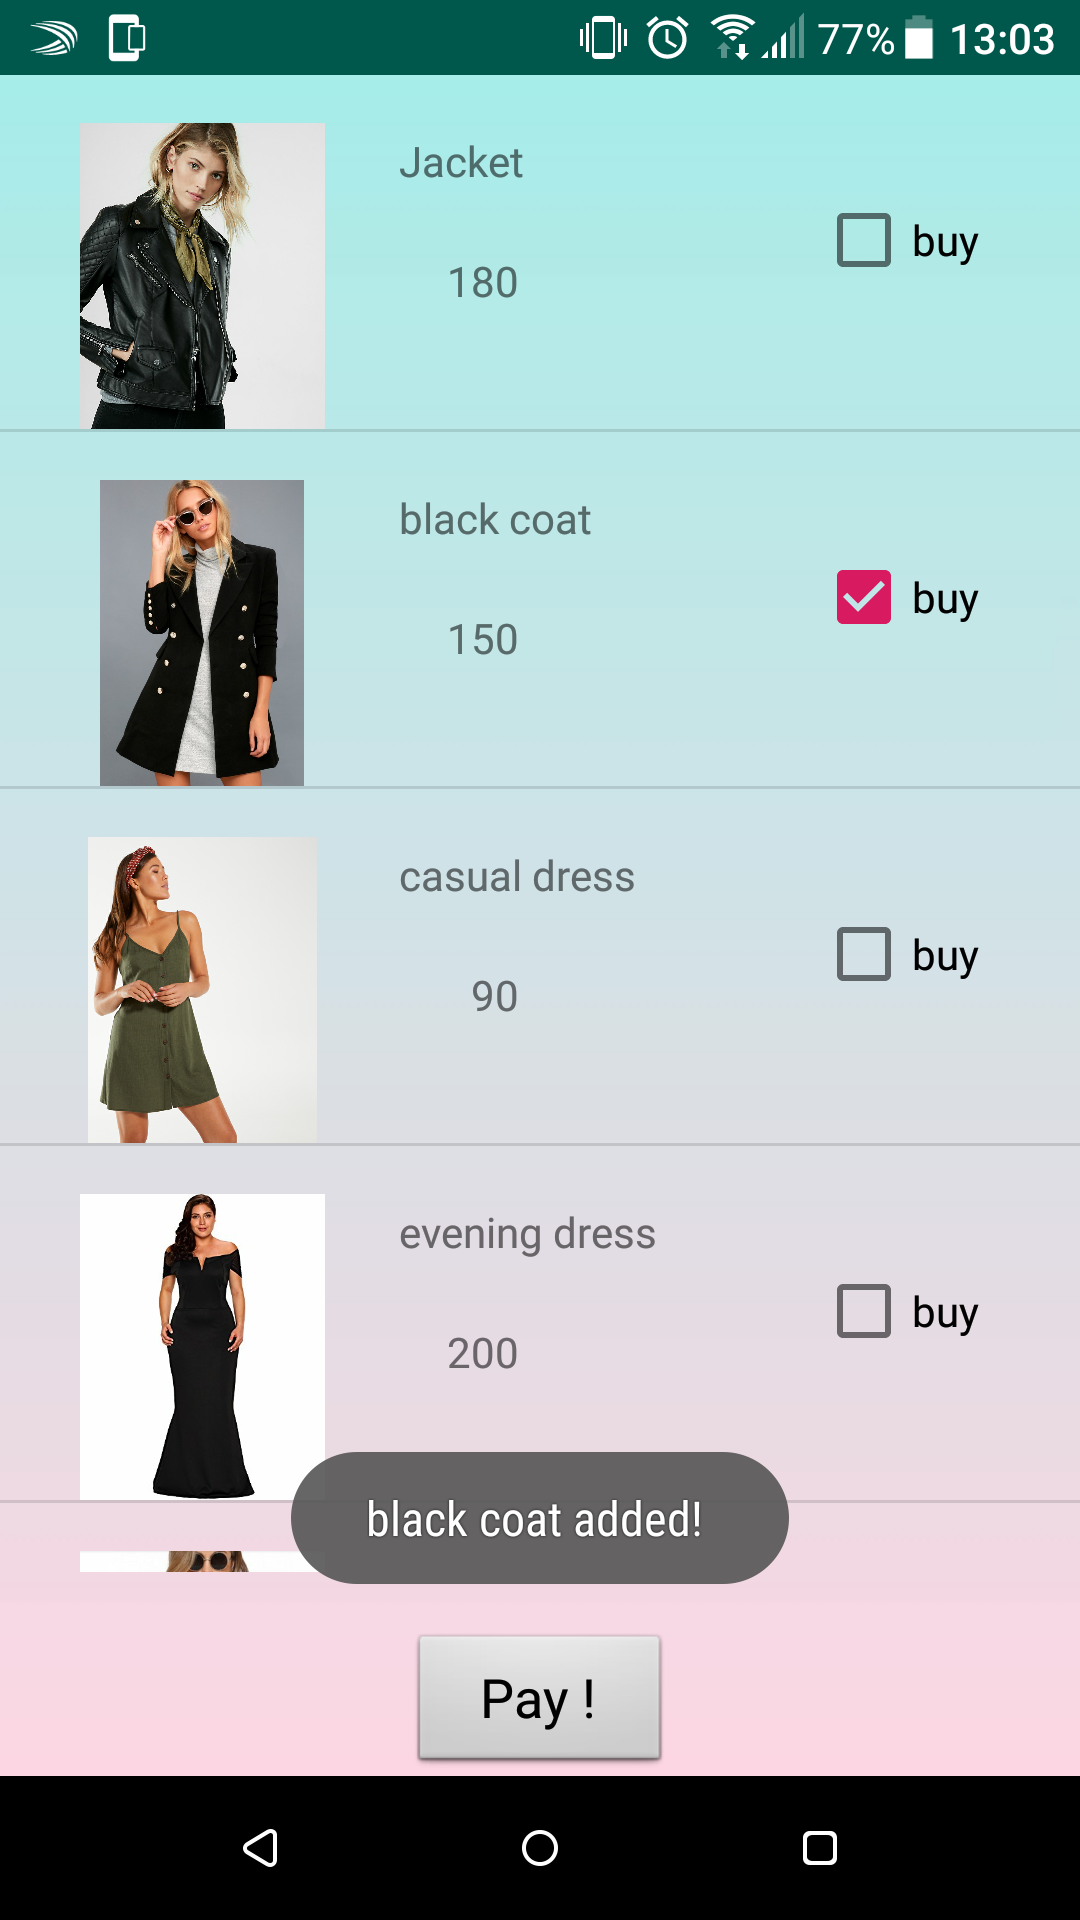 77% 13:03
Jacket
180
buy
black coat
150
buy
casual dress
90
buy
evening dress
200
buy
black coat added!
Pay !